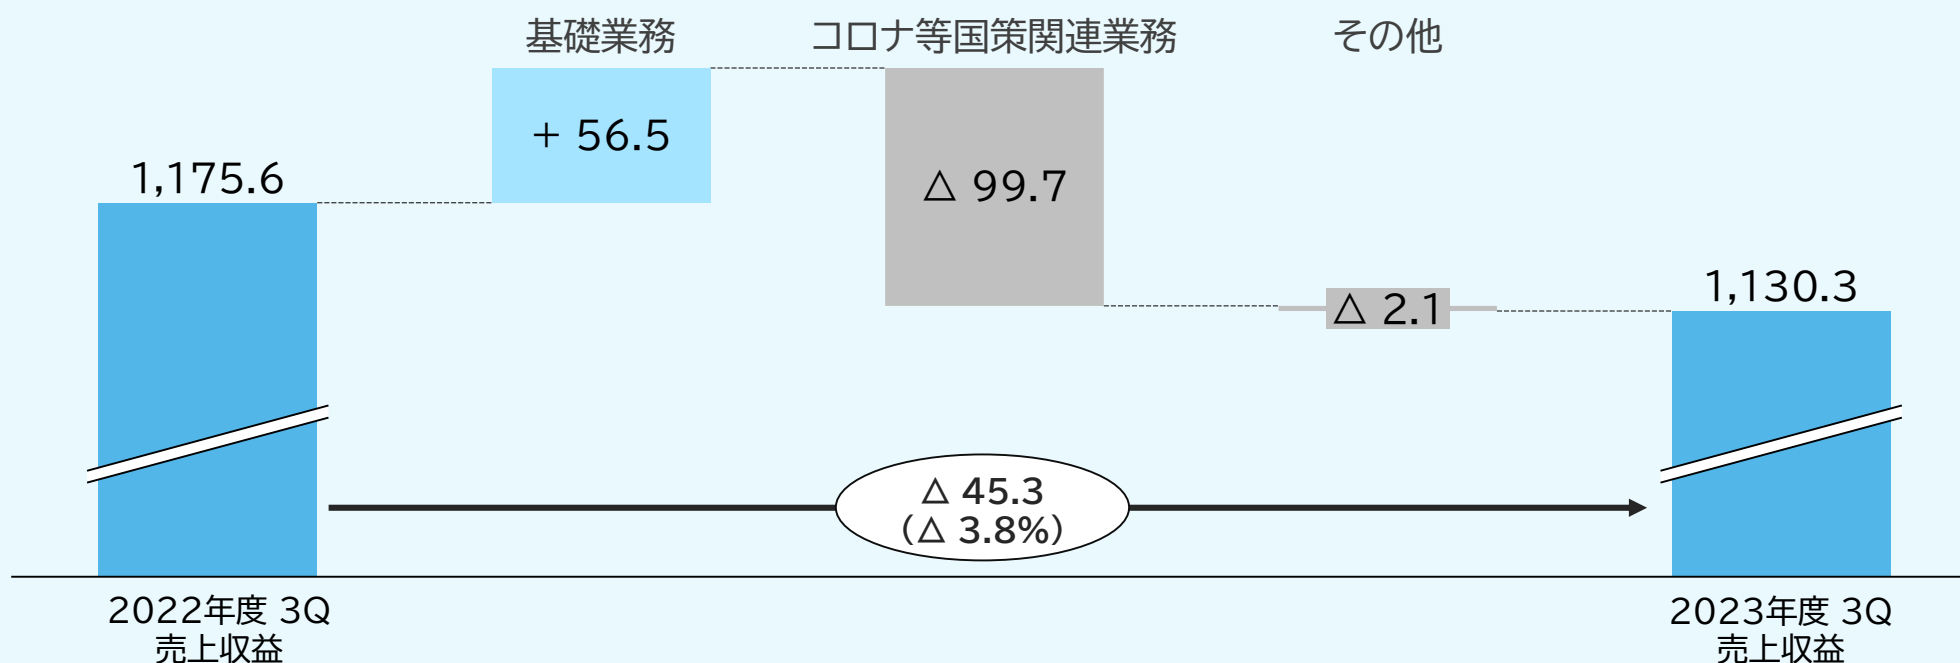 基礎業務
コロナ等国策関連業務
その他
+ 56.5
1,175.6
△ 99.7
1,130.3
△ 2.1
△ 45.3
(△ 3.8%)
2022年度 3Q
売上収益
2023年度 3Q
売上収益